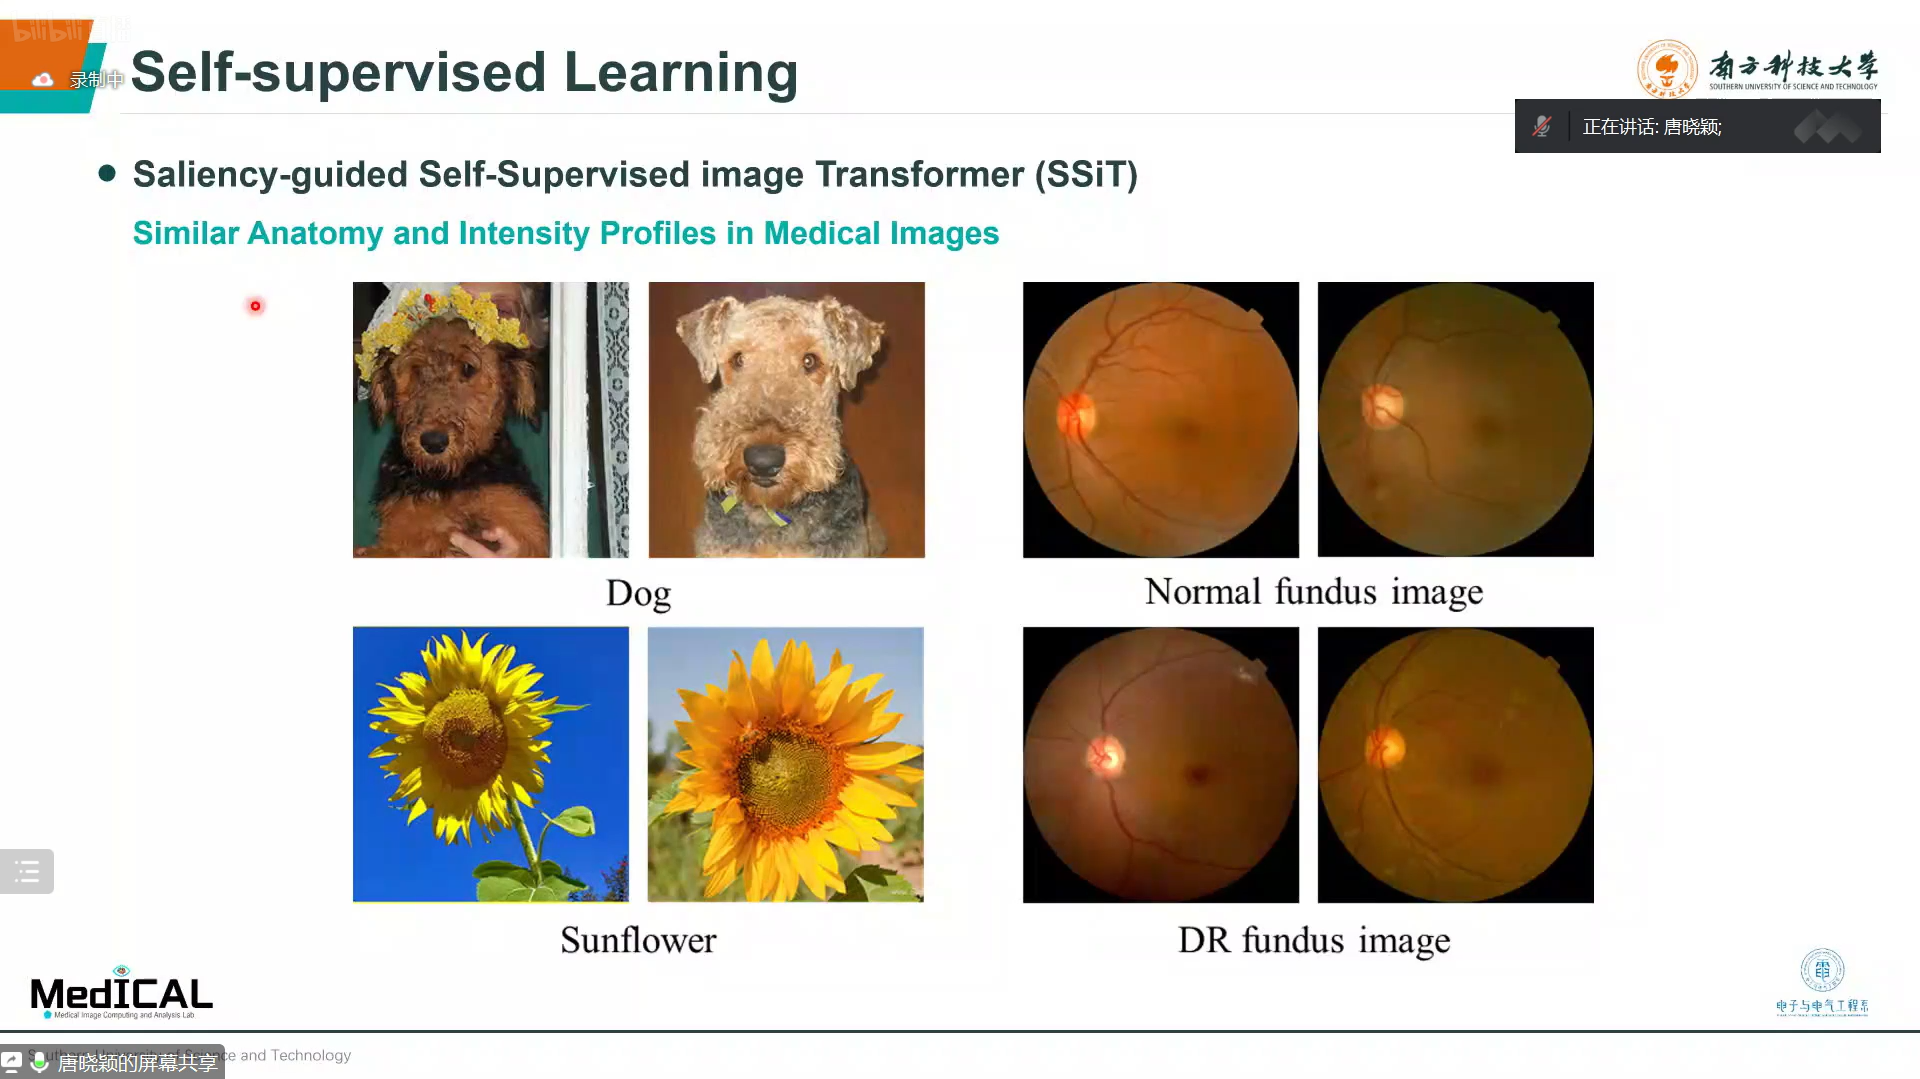 bilibili
录制中
Self-supervised Learning
南方科技大学
SOUTHERN UNIVERSITY OF SCIENCE AND TECHNOLOGY
正在讲话: 唐晓颖;
Saliency-guided Self-Supervised image Transformer (SSiT)
Similar Anatomy and Intensity Profiles in Medical Images
Dog
Normal fundus image
Sunflower
DR fundus image
MedICAL
Medical Image Computing and Analysis Lab
电子与电气工程系
ce and Technology
唐晓颖的屏幕共享